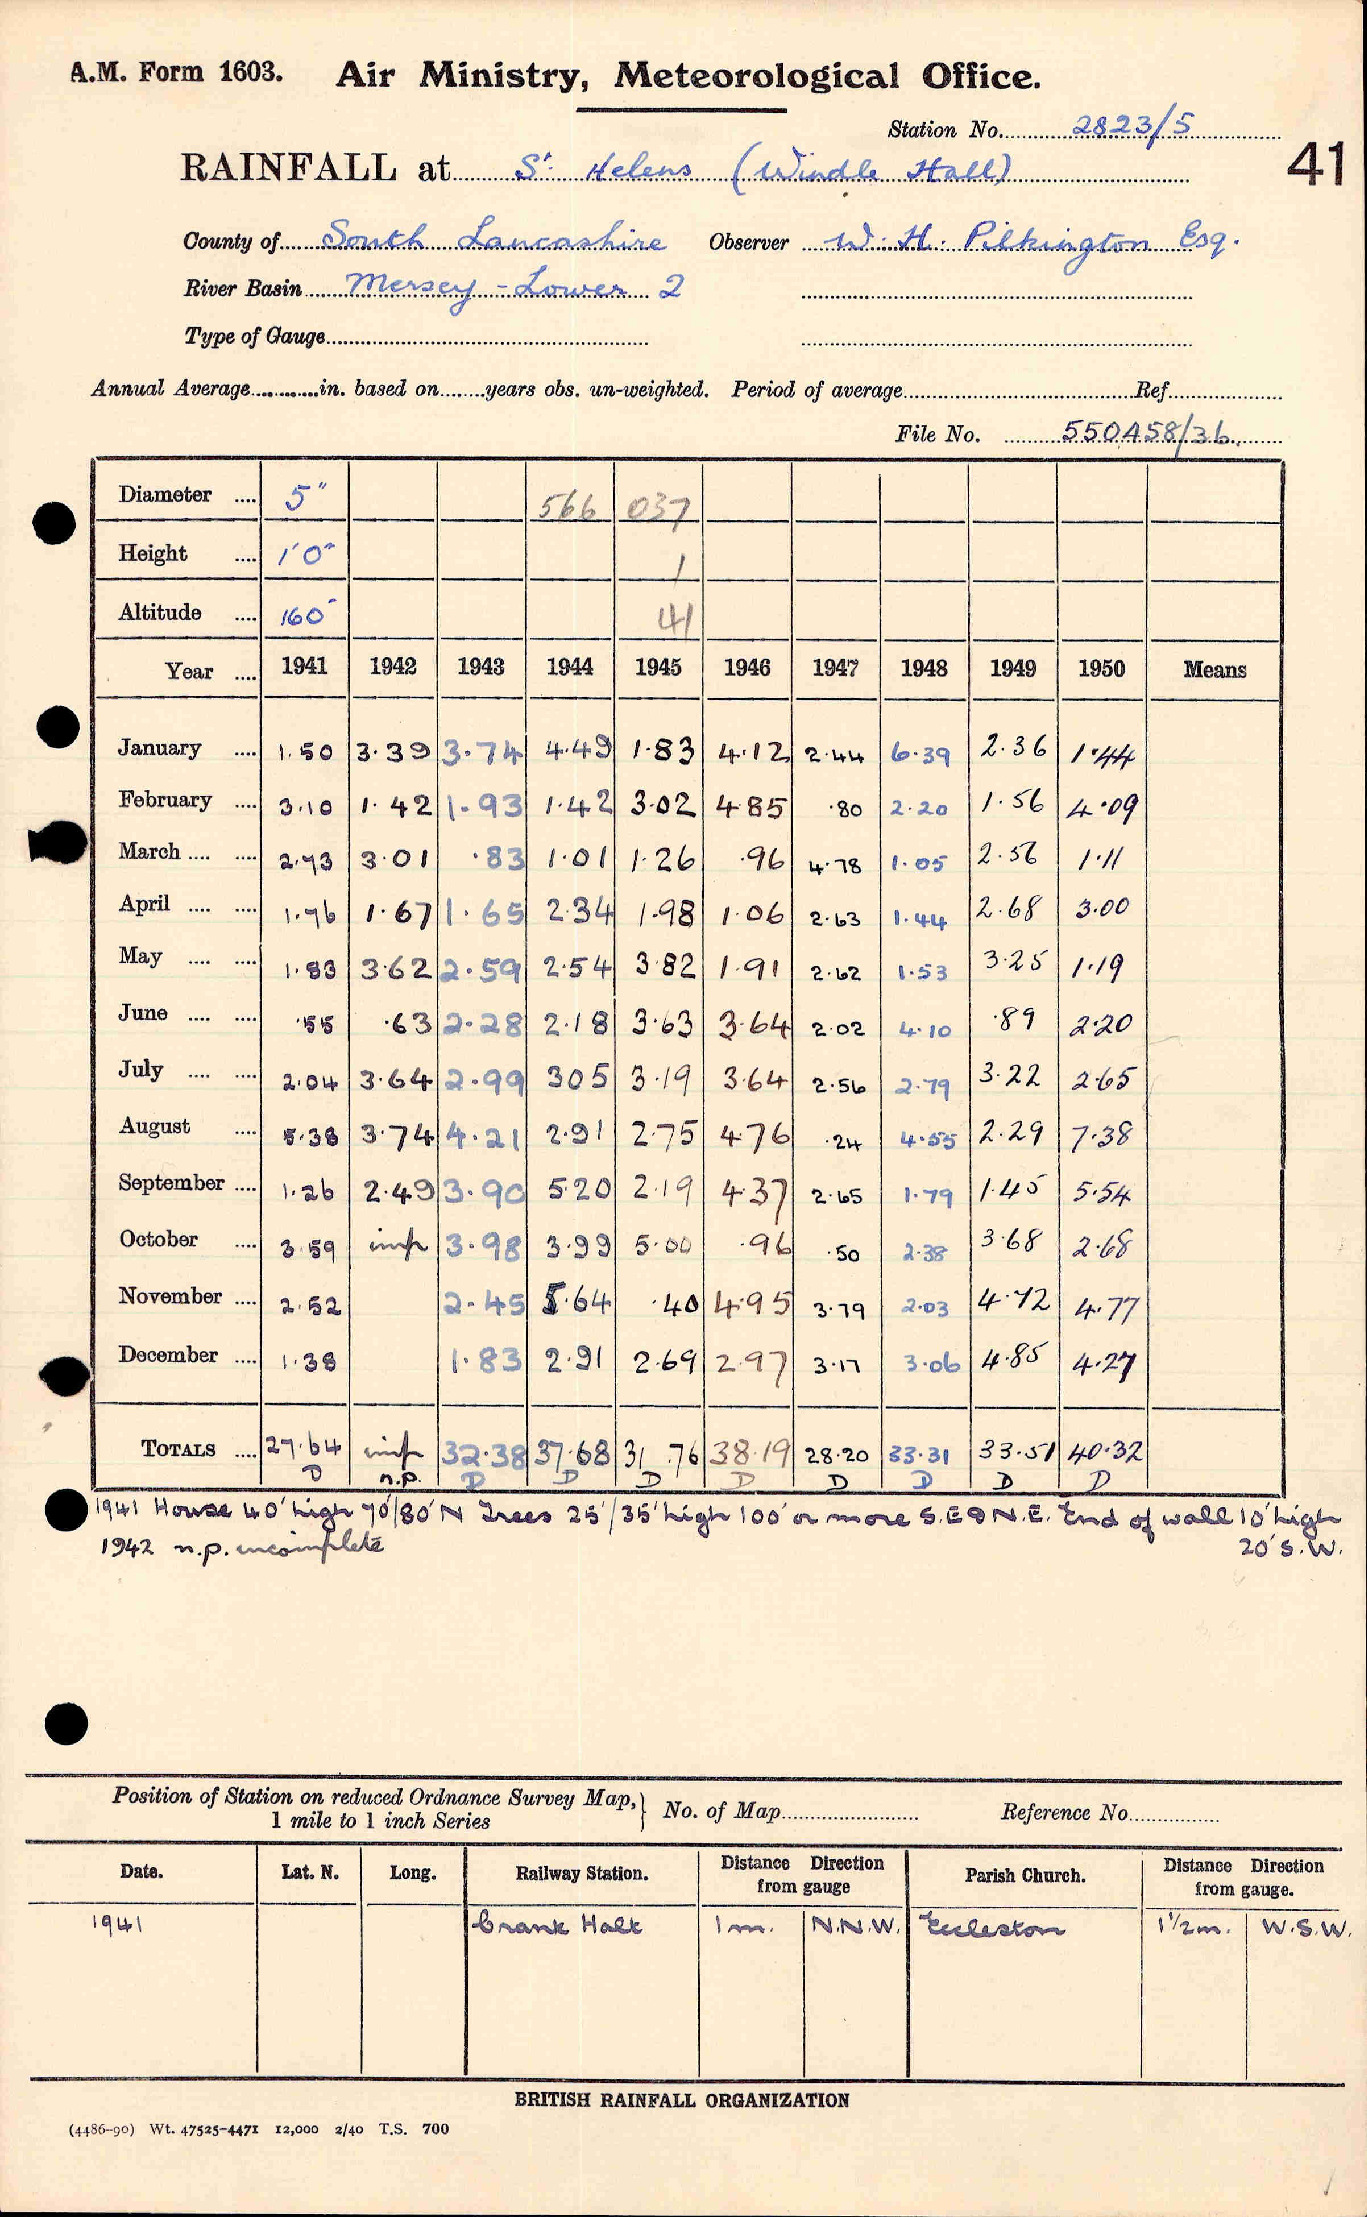 A.M. Form 1603. Air Ministry, Meteorological Office.
Station No. 2823/5
41
RAINFALL at St. Helens (Windle Hall)
County of South Lancashire Observer W. H. Pilkington Esq.
River Basin Mersey - Lower 2
Type of Gauge
Annual Average in. based on years obs. un-weighted. Period of average Ref.
File No. 550458/36
Diameter .... 5" 566 037
Height .... 1'0" 1
Altitude .... 160' 41
Year .... 1941 1942 1943 1944 1945 1946 1947 1948 1949 1950 Means
January .... 1.50 3.39 3.74 4.49 1.83 4.12 2.44 6.39 2.36 1.44
February .... 3.10 1.42 1.93 1.42 3.02 4.85 .80 2.20 1.56 4.09
March .... .... 2.73 3.01 .83 1.01 1.26 .96 4.78 1.05 2.56 1.11
April .... .... 1.76 1.67 1.65 2.34 1.98 1.06 2.63 1.44 2.68 3.00
May .... .... 1.83 3.62 2.59 2.54 3.82 1.91 2.62 1.53 3.25 1.19
June .... .... .55 .63 2.28 2.18 3.63 3.64 2.02 4.10 .89 2.20
July .... .... 2.04 3.64 2.99 3.05 3.19 3.64 2.56 2.79 3.22 2.65
August .... 5.38 3.74 4.21 2.91 2.75 4.76 .24 4.55 2.29 7.38
September .... 1.26 2.49 3.90 5.20 2.19 4.37 2.65 1.79 1.45 5.54
October .... 3.59 imp 3.98 3.99 5.00 .96 .50 2.38 3.68 2.68
November .... 2.52 2.45 5.64 .40 4.95 3.79 2.03 4.72 4.77
December .... 1.38 1.83 2.91 2.69 2.97 3.17 3.06 4.85 4.27
TOTALS .... 27.64 imp 32.38 37.68 31.76 38.19 28.20 33.31 33.51 40.32
D n.p. D D D D D D D D
1941 House 40' high 70'/80' N Trees 25'/35' high 100' or more S.E & N.E. End of wall 10' high
1942 n.p. incomplete 20' S.W.
Position of Station on reduced Ordnance Survey Map, 1 mile to 1 inch Series } No. of Map Reference No.
Date. Lat. N. Long. Railway Station. Distance Direction from gauge Parish Church. Distance Direction from gauge.
1941 Crank Halt 1m. N.N.W. Eccleston 1½m. W.S.W.
BRITISH RAINFALL ORGANIZATION
(4486-90) Wt. 47525-4471 12,000 2/40 T.S. 700